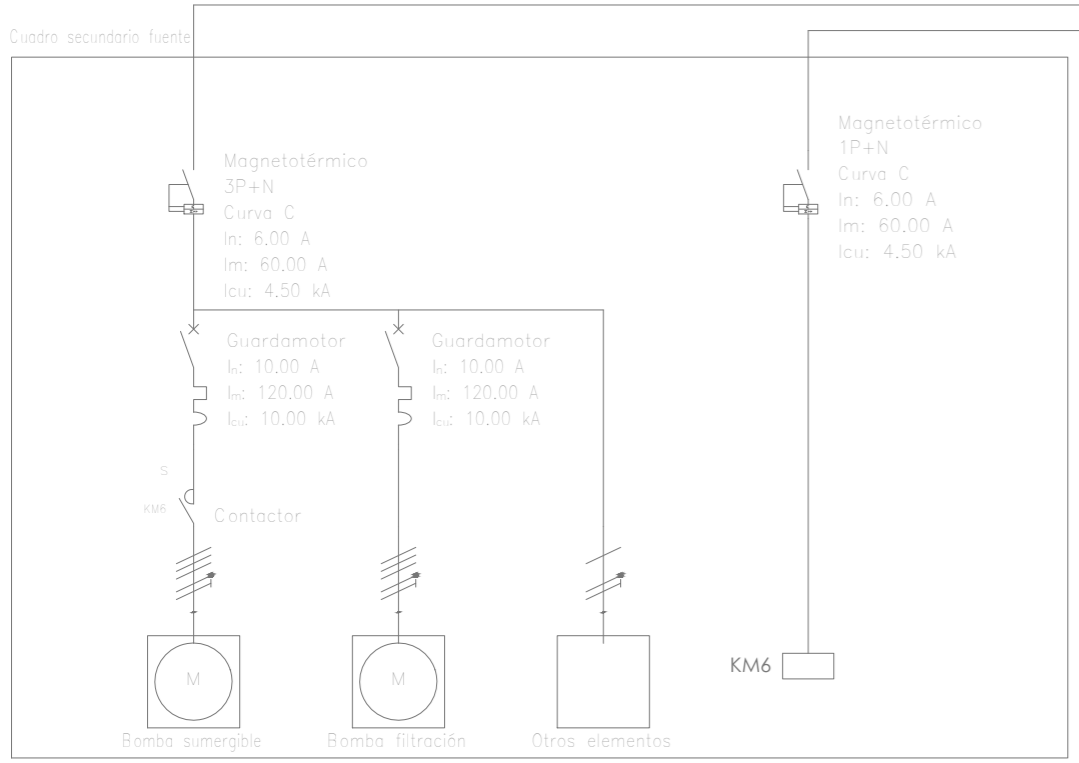 Cuadro secundario fuente
Magnetotérmico
3P+N
Curva C
In: 6.00 A
Im: 60.00 A
Icu: 4.50 kA
Magnetotérmico
1P+N
Curva C
In: 6.00 A
Im: 60.00 A
Icu: 4.50 kA
Guardamotor
In: 10.00 A
Im: 120.00 A
Icu: 10.00 kA
Guardamotor
In: 10.00 A
Im: 120.00 A
Icu: 10.00 kA
S
KM6
Contactor
M
M
KM6
Bomba sumergible
Bomba filtración
Otros elementos